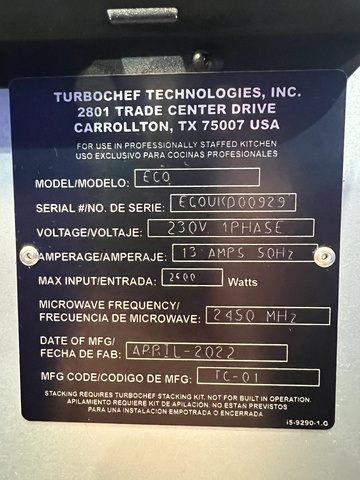 TURBOCHEF TECHNOLOGIES, INC.
2801 TRADE CENTER DRIVE
CARROLLTON, TX 75007 USA
FOR USE IN PROFESSIONALLY STAFFED KITCHEN
USO EXCLUSIVO PARA COCINAS PROFESIONALES
MODEL/MODELO: ECO
SERIAL #/NO. DE SERIE: ECOUKD00929
VOLTAGE/VOLTAJE: 230V 1PHASE
AMPERAGE/AMPERAJE: 13 AMPS 50Hz
MAX INPUT/ENTRADA: 2600 Watts
MICROWAVE FREQUENCY/
FRECUENCIA DE MICROWAVE: 2450 MHz
DATE OF MFG/
FECHA DE FAB: APRIL-2022
MFG CODE/CODIGO DE MFG: TC-01
STACKING REQUIRES TURBOCHEF STACKING KIT. NOT FOR BUILT IN OPERATION.
APILAMIENTO REQUIERE KIT DE APILACIÓN. NO ESTAN PREVISTOS
PARA UNA INSTALACION EMPOTRADA O ENCERRADA
I5-9290-1.G